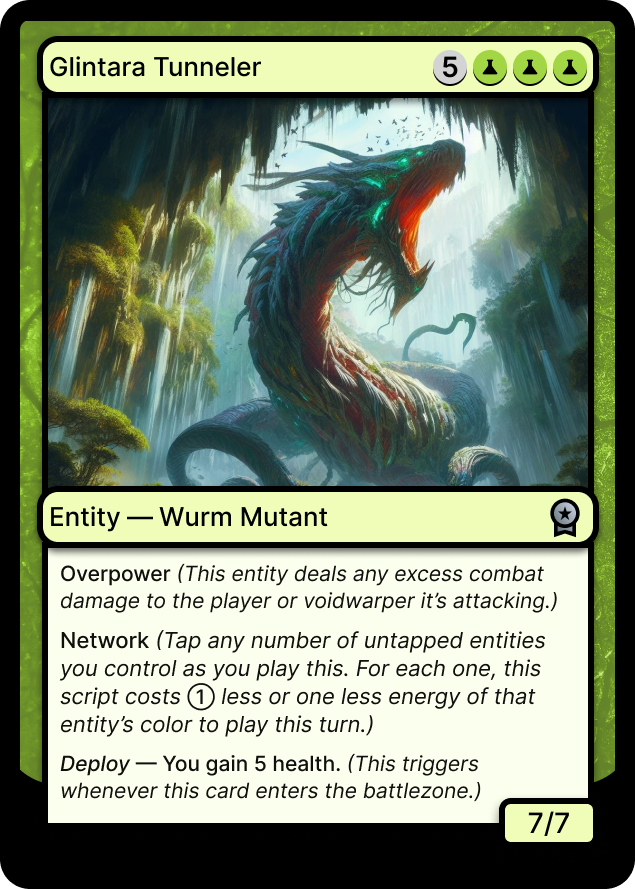 Glintara Tunneler 5
Entity — Wurm Mutant
Overpower (This entity deals any excess combat
damage to the player or voidwarper it’s attacking.)
Network (Tap any number of untapped entities
you control as you play this. For each one, this
script costs ① less or one less energy of that
entity’s color to play this turn.)
Deploy — You gain 5 health. (This triggers
whenever this card enters the battlezone.)
7/7